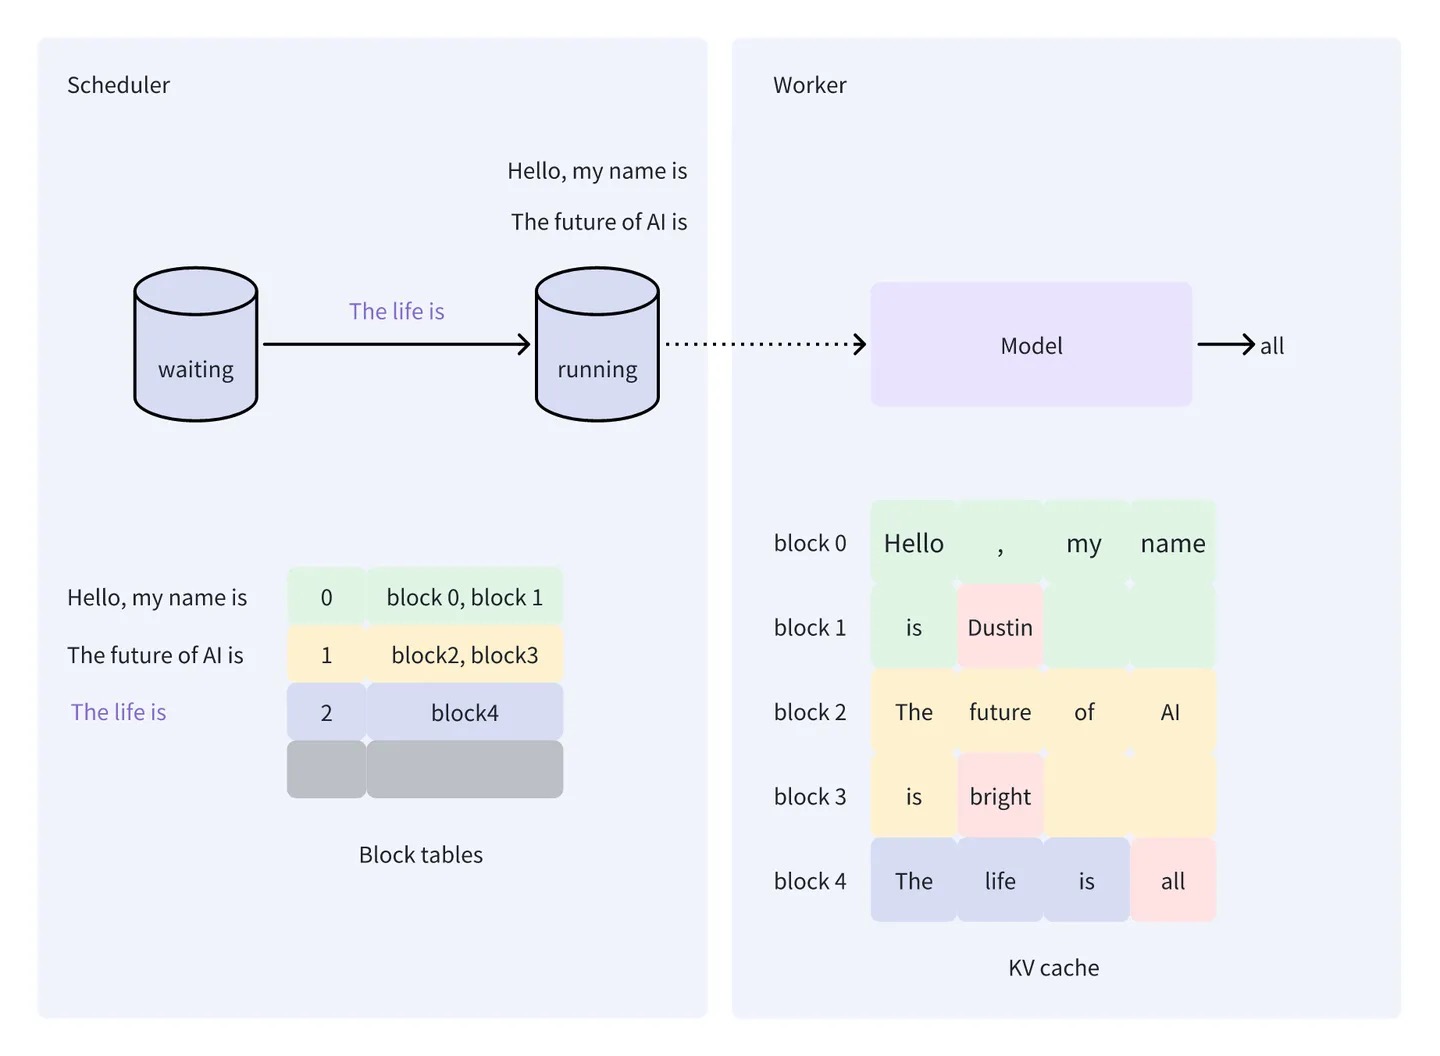 Scheduler
Hello, my name is
The future of AI is
waiting
The life is
running
Hello, my name is 0 block 0, block 1
The future of AI is 1 block2, block3
The life is 2 block4
Block tables
Worker
Model
all
block 0 Hello , my name
block 1 is Dustin
block 2 The future of AI
block 3 is bright
block 4 The life is all
KV cache